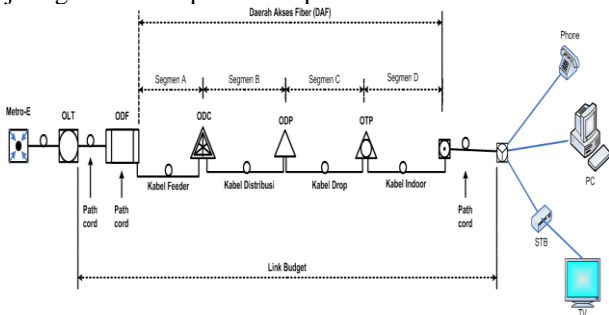 Daerah Akses Fiber (DAF)
Phone
Segmen A
Segmen B
Segmen C
Segmen D
Metro-E
OLT
ODF
ODC
ODP
OTP
PC
Kabel Feeder
Kabel Distribusi
Kabel Drop
Kabel Indoor
Path
cord
Path
cord
Path
cord
STB
Link Budget
TV